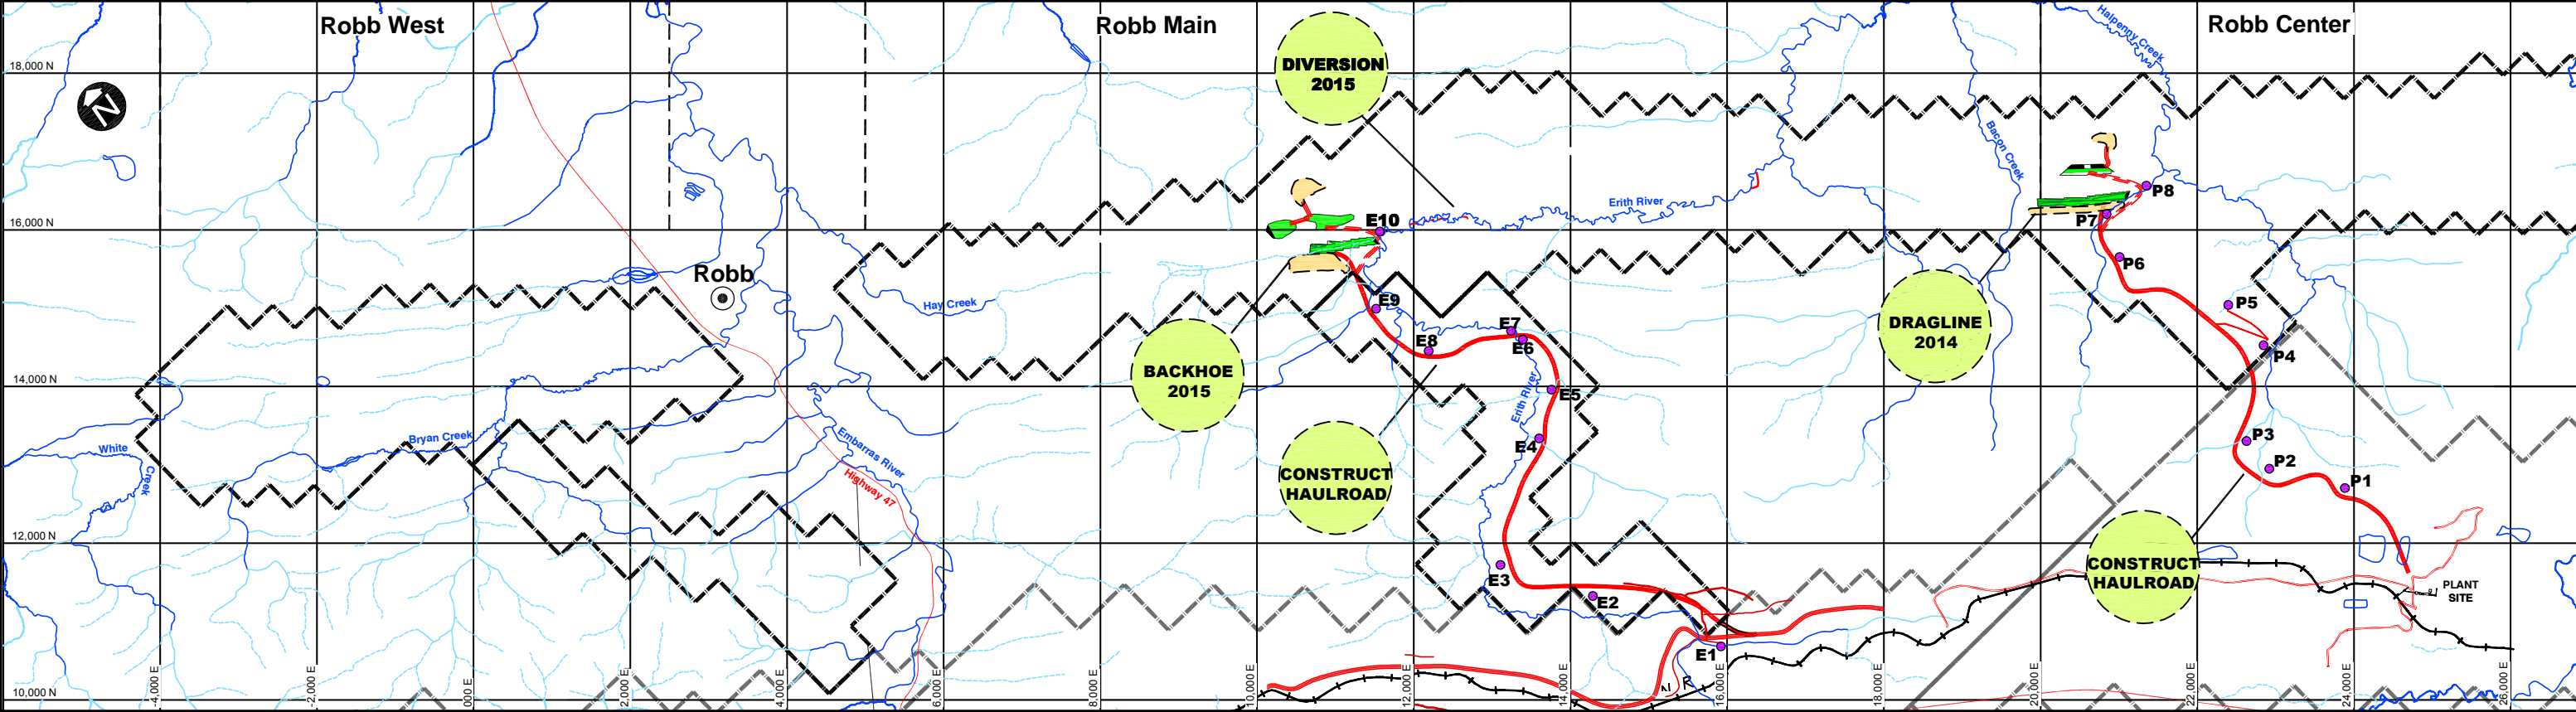 Robb West
Robb Main
Robb Center
Halpenny Creek
DIVERSION
2015
18,000 N
N
Bacon Creek
P8
Erith River
E10
P7
16,000 N
P6
Robb
Hay Creek
E9
P5
E7
E6
E8
DRAGLINE
2014
P4
BACKHOE
2015
14,000 N
Erith River
E5
P3
Bryan Creek
Embarras River
E4
White
Creek
P2
CONSTRUCT
HAULROAD
Highway 47
P1
12,000 N
CONSTRUCT
HAULROAD
E3
PLANT
SITE
E2
E1
10,000 N
-4,000 E
-2,000 E
000 E
2,000 E
4,000 E
6,000 E
8,000 E
10,000 E
12,000 E
14,000 E
16,000 E
18,000 E
20,000 E
22,000 E
24,000 E
26,000 E